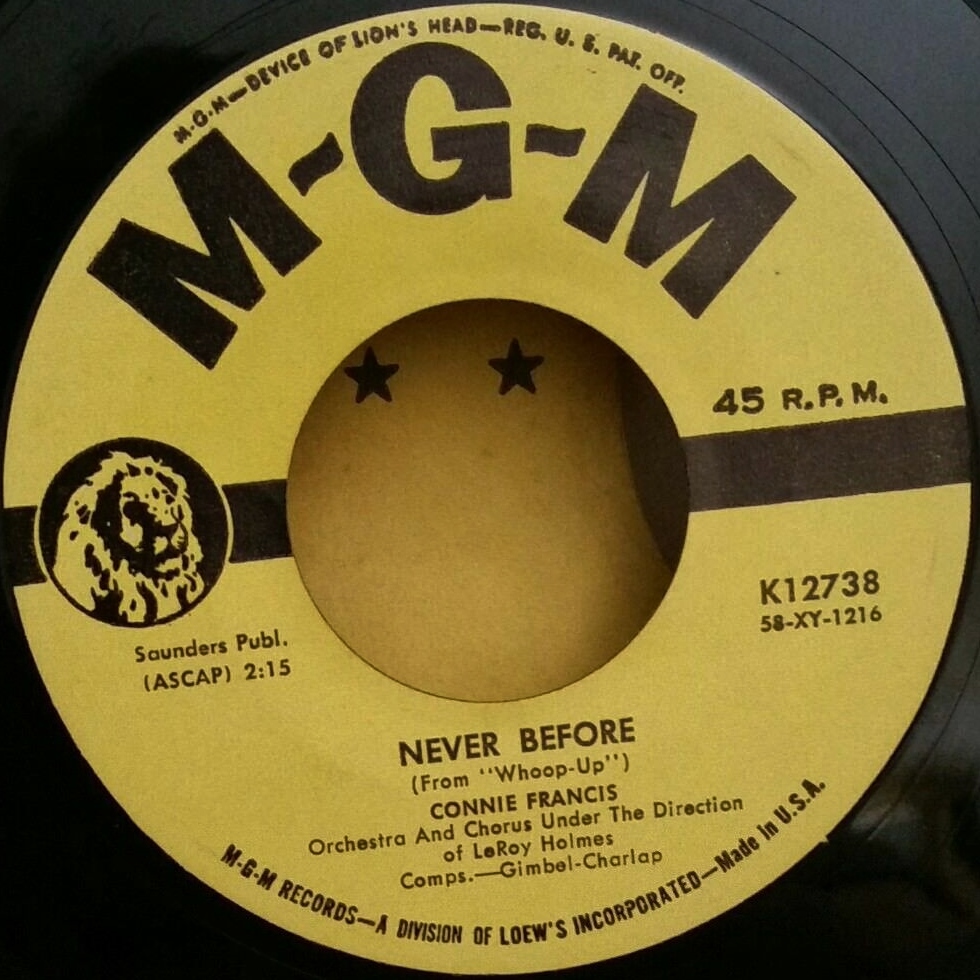 M-G-M—DEVICE OF LION'S HEAD—REG. U. S. PAT. OFF.
M-G-M
45 R.P.M.
K12738
58-XY-1216
Saunders Publ.
(ASCAP) 2:15
NEVER BEFORE
(From "Whoop-Up")
CONNIE FRANCIS
Orchestra And Chorus Under The Direction
of LeRoy Holmes
Comps.—Gimbel-Charlap
M-G-M RECORDS—A DIVISION OF LOEW'S INCORPORATED—Made in U.S.A.